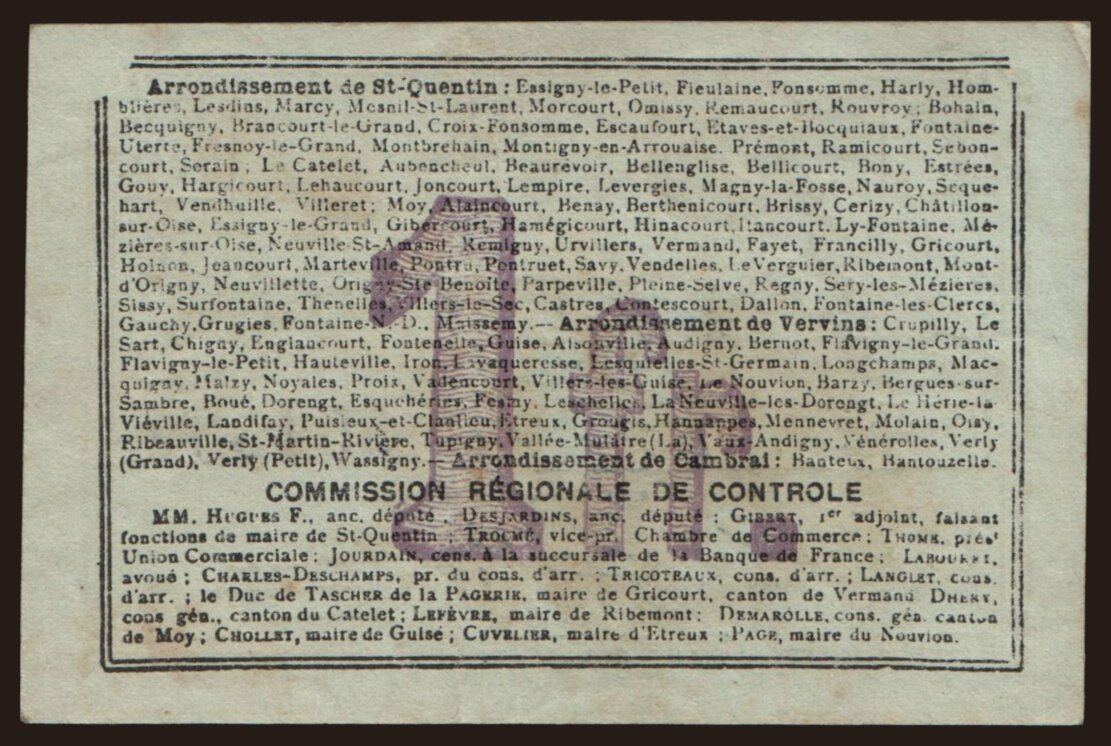 Arrondissement de St-Quentin : Essigny-le-Petit, Fieulaine, Fonsomme, Harly, Hom-
blières, Lesdins, Marcy, Mesnil-St-Laurent, Morcourt, Omissy, Remaucourt, Rouvroy ; Bohain,
Becquigny, Brancourt-le-Grand, Croix-Fonsomme, Escaufourt, Etaves-et-Bocquiaux, Fontaine-
Uterte, Fresnoy-le-Grand, Montbrehain, Montigny-en-Arrouaise. Prémont, Ramicourt, Sebon-
court, Serain ; Le Catelet, Aubencheul, Beaurevoir, Bellenglise, Bellicourt, Bony, Estrées,
Gouy, Hargicourt, Lehaucourt, Joncourt, Lempire, Levergies, Magny-la-Fosse, Nauroy, Seque-
hart, Vendhuille, Villeret ; Moy, Alaincourt, Benay, Berthenicourt, Brissy, Cerizy, Châtillon-
sur-Oise, Essigny-le-Grand, Gibercourt, Hamégicourt, Hinacourt, Itancourt. Ly-Fontaine, Mé-
zières-sur-Oise, Neuville-St-Amand, Remigny, Urvillers, Vermand, Fayet, Francilly, Gricourt,
Holnon, Jeancourt, Marteville, Pontru, Pontruet, Savy, Vendelles, Le Verguier, Ribemont, Mont-
d'Origny, Neuvillette, Origny-Ste-Benoîte, Parpeville, Pleine-Selve, Regny, Sery-les-Mézieres,
Sissy, Surfontaine, Thenelles, Villers-le-Sec, Castres, Contescourt, Dallon, Fontaine-les-Clercs,
Gauchy, Grugies, Fontaine-N.-D., Maissemy. — Arrondissement de Vervins : Crupilly, Le
Sart, Chigny, Englancourt, Fontenelle, Guise, Aisonville, Audigny, Bernot, Flavigny-le-Grand.
Flavigny-le-Petit, Hauteville, Iron, Lavaqueresse, Lesquielles-St-Germain, Longchamps, Mac-
quigny, Malzy, Noyales, Proix, Vadencourt, Villers-les-Guise, Le Nouvion, Barzy, Bergues-sur-
Sambre, Boué, Dorengt, Esquehéries, Fesmy, Leschelles, La Neuville-les-Dorengt, Le Hérie-la
Viéville, Landifay, Puisieux-et-Clanlieu, Etreux, Grougis, Hannappes, Mennevret, Molain, Oisy,
Ribeauville, St-Martin-Rivière, Tupigny, Vallée-Mulâtre (La), Vaux-Andigny, Vénérolles, Verly
(Grand), Verly (Petit), Wassigny. — Arrondissement de Cambrai : Banteux, Bantouzelle.
COMMISSION RÉGIONALE DE CONTROLE
MM. HUGUES F., anc. député ; DESJARDINS, anc. député ; GIBERT, 1er adjoint, faisant
fonctions de maire de St-Quentin ; TROCMÉ, vice-pr. Chambre de Commerce ; THOME, prést
Union Commerciale ; JOURDAIN, cens. à la succursale de la Banque de France ; LABOURET,
avoué ; CHARLES-DESCHAMPS, pr. du cons. d'arr. ; TRICOTEAUX, cons. d'arr. ; LANGLET, cons.
d'arr. ; le Duc de TASCHER de la PAGERIE, maire de Gricourt, canton de Vermand DHERY,
cons gén., canton du Catelet ; LEFÈVRE, maire de Ribemont ; DEMAROLLE, cons. gén. canton
de Moy ; CHOLLET, maire de Guise ; CUVELIER, maire d'Etreux ; PAGE, maire du Nouvion.
1 fr.